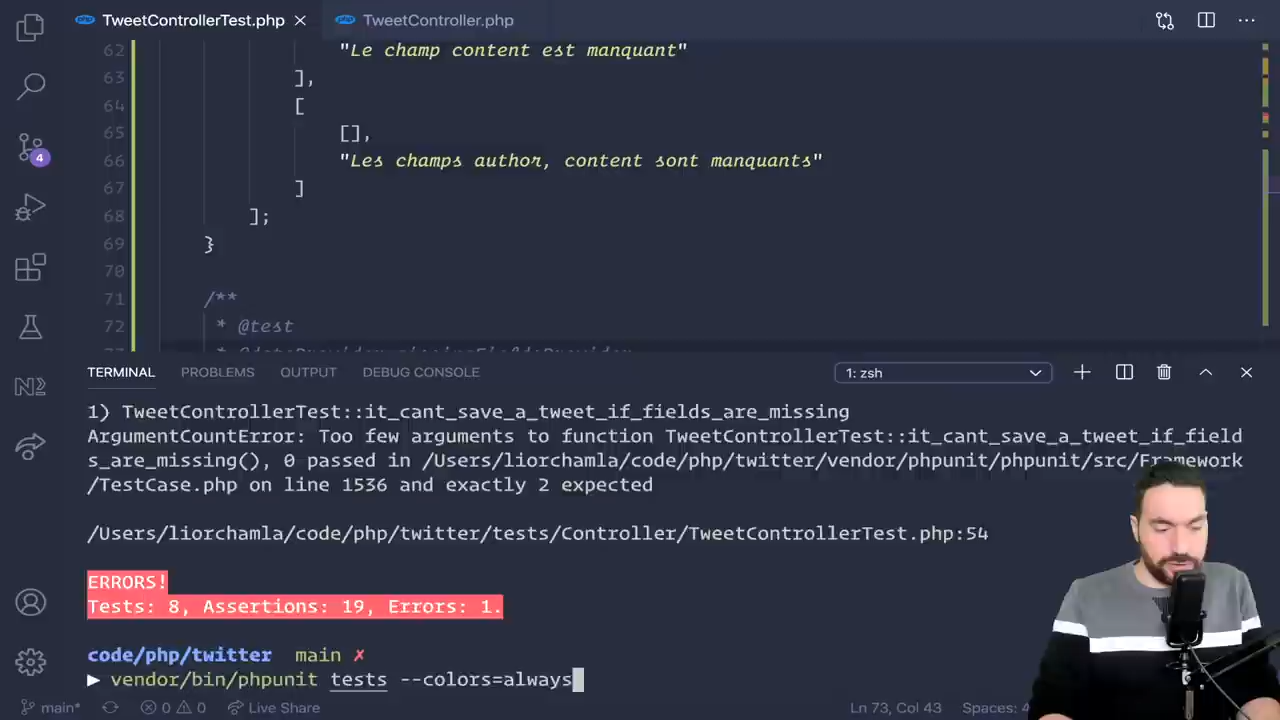 TweetControllerTest.php
TweetController.php
62 "Le champ content est manquant"
63 ],
64 [
65 [],
66 "Les champs author, content sont manquants"
67 ]
68 ];
69 }
70
71 /**
72 * @test
4
TERMINAL PROBLEMS OUTPUT DEBUG CONSOLE 1: zsh
1) TweetControllerTest::it_cant_save_a_tweet_if_fields_are_missing
ArgumentCountError: Too few arguments to function TweetControllerTest::it_cant_save_a_tweet_if_field
s_are_missing(), 0 passed in /Users/liorchamla/code/php/twitter/vendor/phpunit/phpunit/src/Framework
/TestCase.php on line 1536 and exactly 2 expected
/Users/liorchamla/code/php/twitter/tests/Controller/TweetControllerTest.php:54
ERRORS!
Tests: 8, Assertions: 19, Errors: 1.
code/php/twitter main ✗
▶ vendor/bin/phpunit tests --colors=always
main* 0 0 Live Share Ln 73, Col 43 Spaces: 4